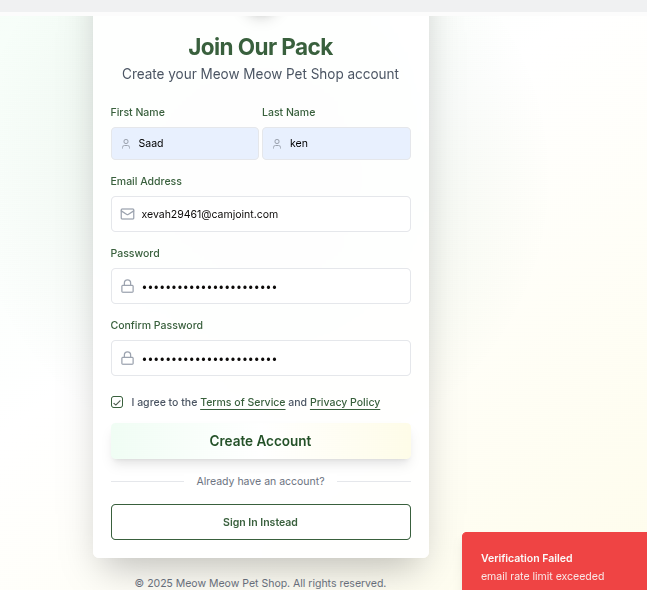 Join Our Pack
Create your Meow Meow Pet Shop account
First Name Last Name
Saad ken
Email Address
xevah29461@camjoint.com
Password
•••••••••••••••••••••••
Confirm Password
•••••••••••••••••••••••
I agree to the Terms of Service and Privacy Policy
Create Account
Already have an account?
Sign In Instead
Verification Failed
email rate limit exceeded
© 2025 Meow Meow Pet Shop. All rights reserved.